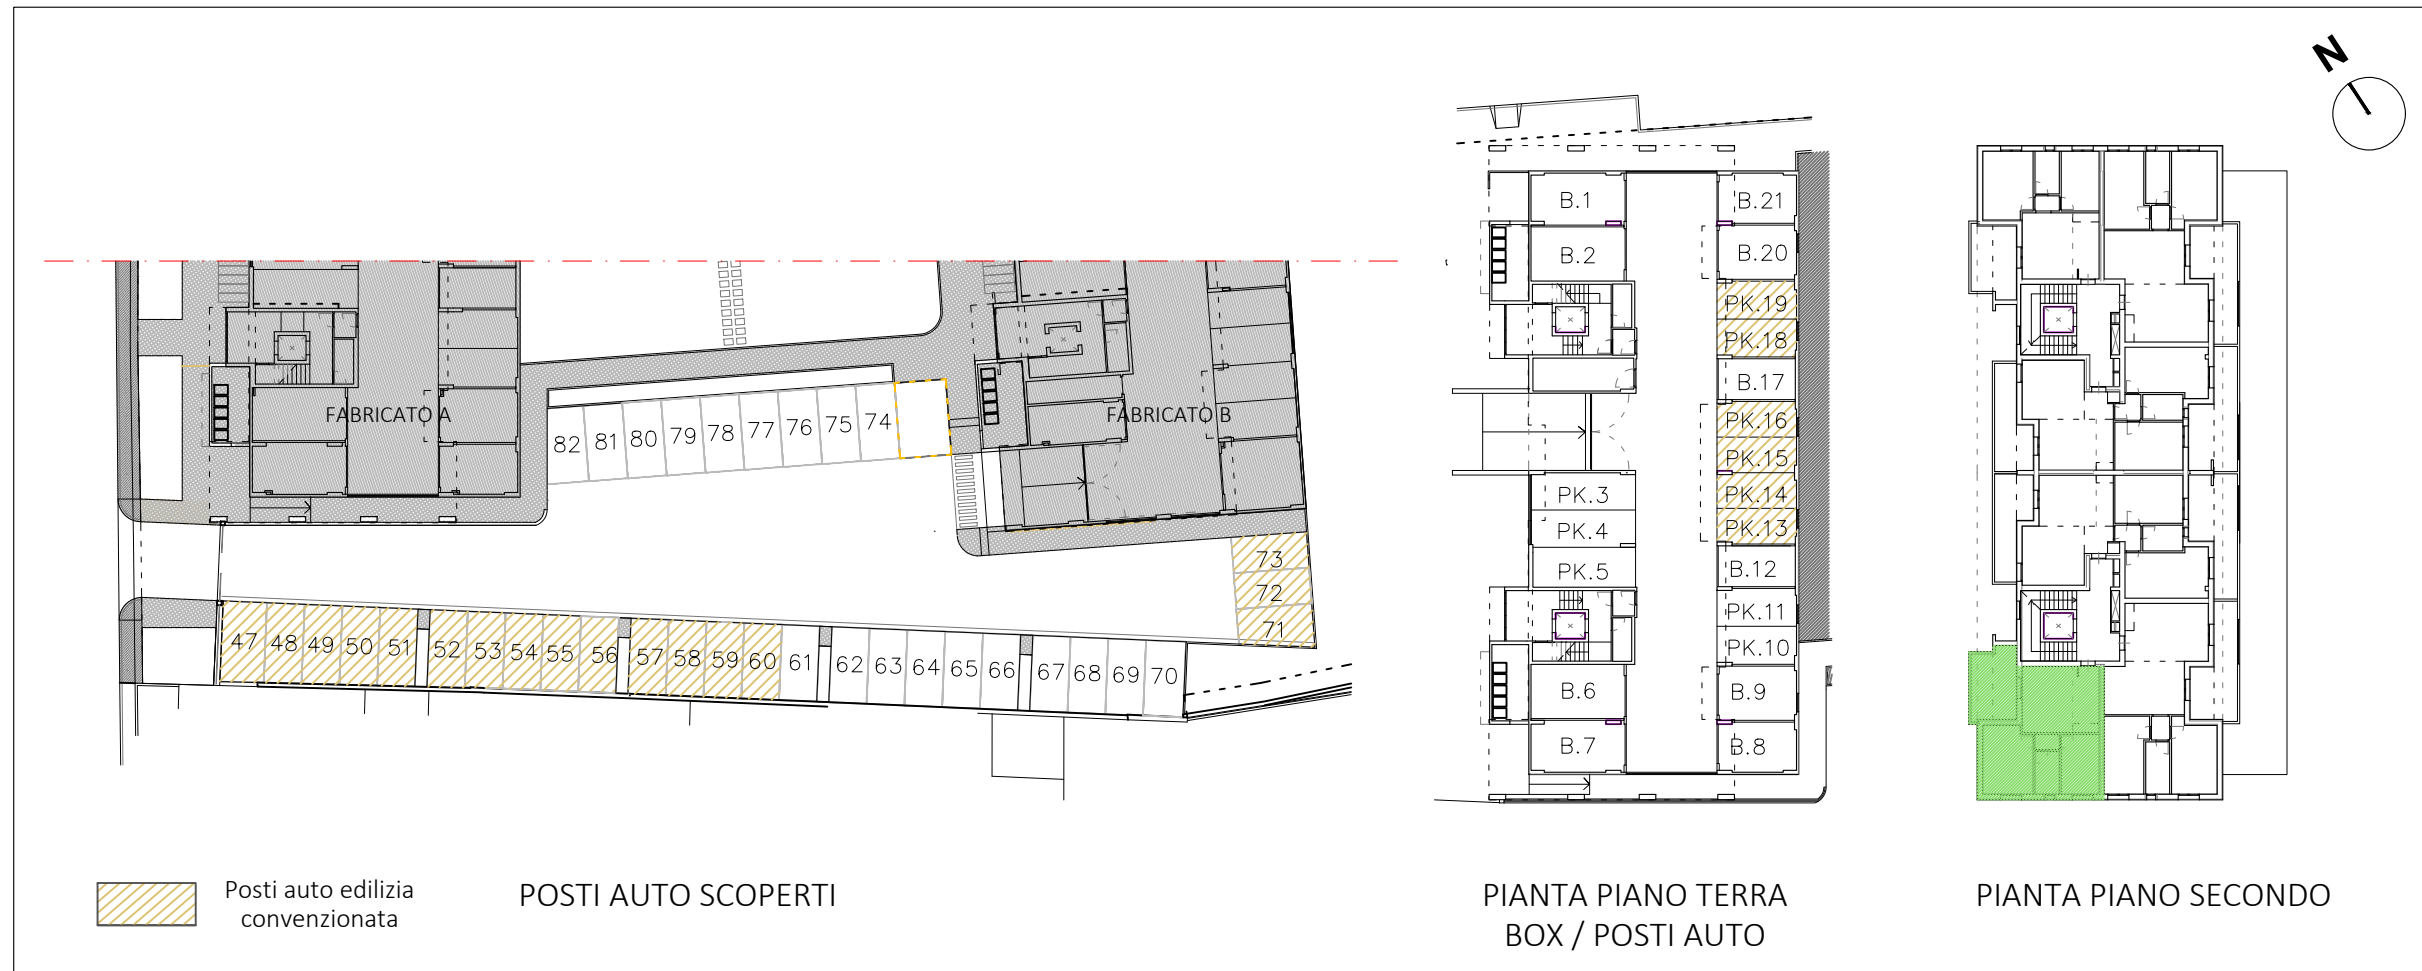 N
FABRICATO A
FABRICATO B
82 81 80 79 78 77 76 75 74
73
72
71
47 48 49 50 51 52 53 54 55 56 57 58 59 60 61 62 63 64 65 66 67 68 69 70
B.1
B.21
B.2
B.20
PK.19
PK.18
B.17
PK.16
PK.15
PK.3
PK.14
PK.4
PK.13
PK.5
B.12
PK.11
PK.10
B.6
B.9
B.7
B.8
Posti auto edilizia
convenzionata
POSTI AUTO SCOPERTI
PIANTA PIANO TERRA
BOX / POSTI AUTO
PIANTA PIANO SECONDO